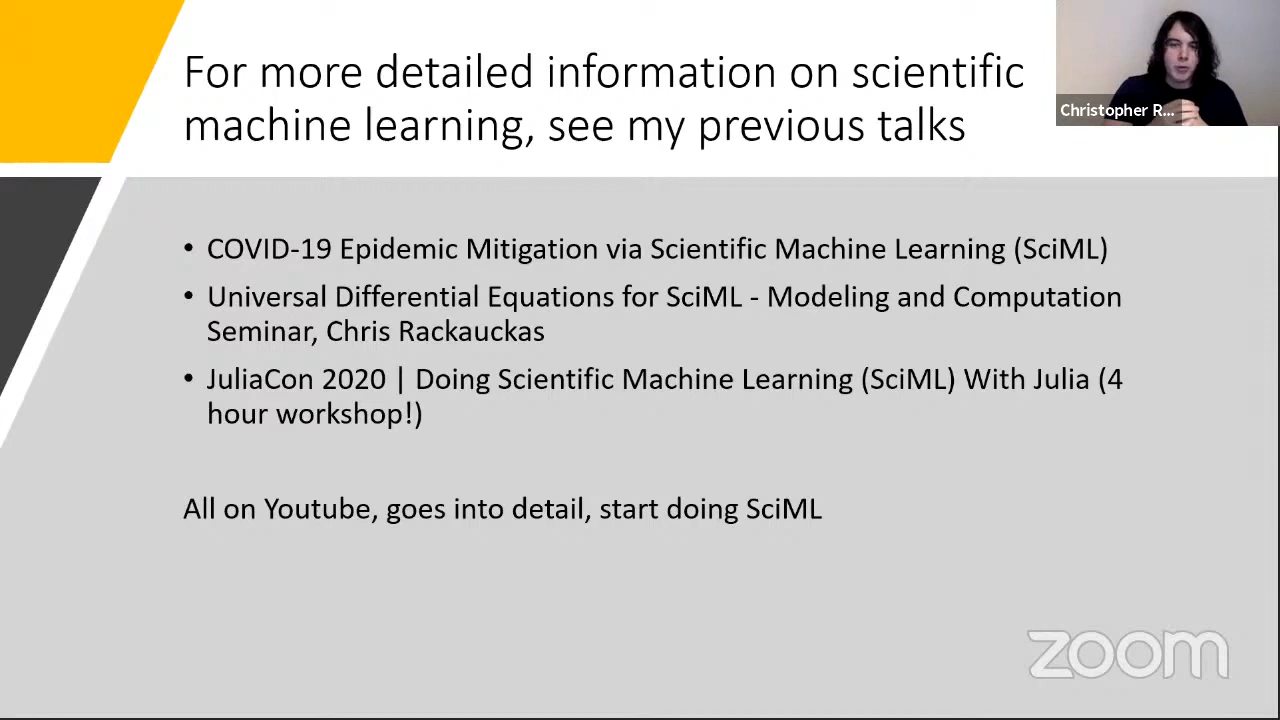 For more detailed information on scientific
machine learning, see my previous talks
Christopher R...
• COVID-19 Epidemic Mitigation via Scientific Machine Learning (SciML)
• Universal Differential Equations for SciML - Modeling and Computation
Seminar, Chris Rackauckas
• JuliaCon 2020 | Doing Scientific Machine Learning (SciML) With Julia (4
hour workshop!)
All on Youtube, goes into detail, start doing SciML
zoom